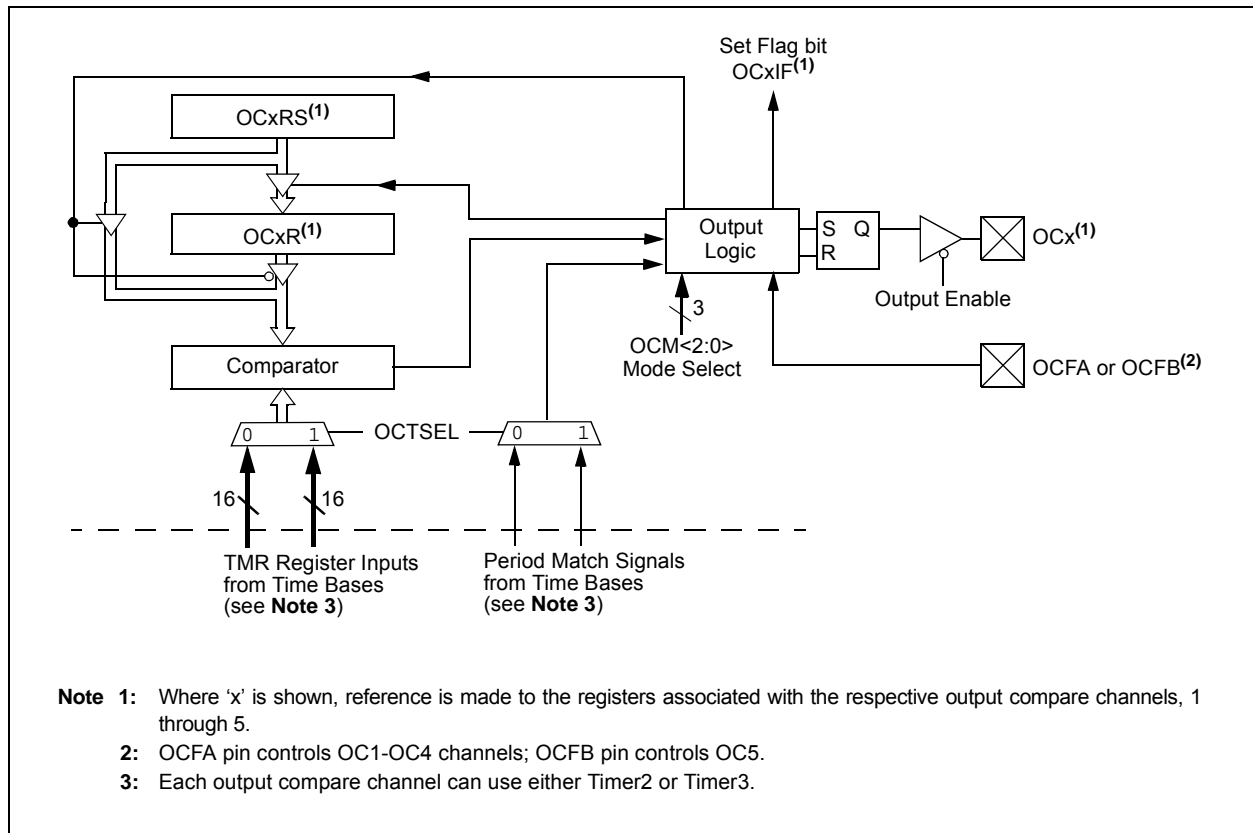 Set Flag bit
OCxIF(1)
OCxRS(1)
OCxR(1)
Output
Logic
S Q
R
OCx(1)
Output Enable
3
OCM<2:0>
Mode Select
Comparator
OCFA or OCFB(2)
0 1
OCTSEL
0 1
16
16
TMR Register Inputs
from Time Bases
(see Note 3)
Period Match Signals
from Time Bases
(see Note 3)
Note 1: Where ‘x’ is shown, reference is made to the registers associated with the respective output compare channels, 1
through 5.
2: OCFA pin controls OC1-OC4 channels; OCFB pin controls OC5.
3: Each output compare channel can use either Timer2 or Timer3.